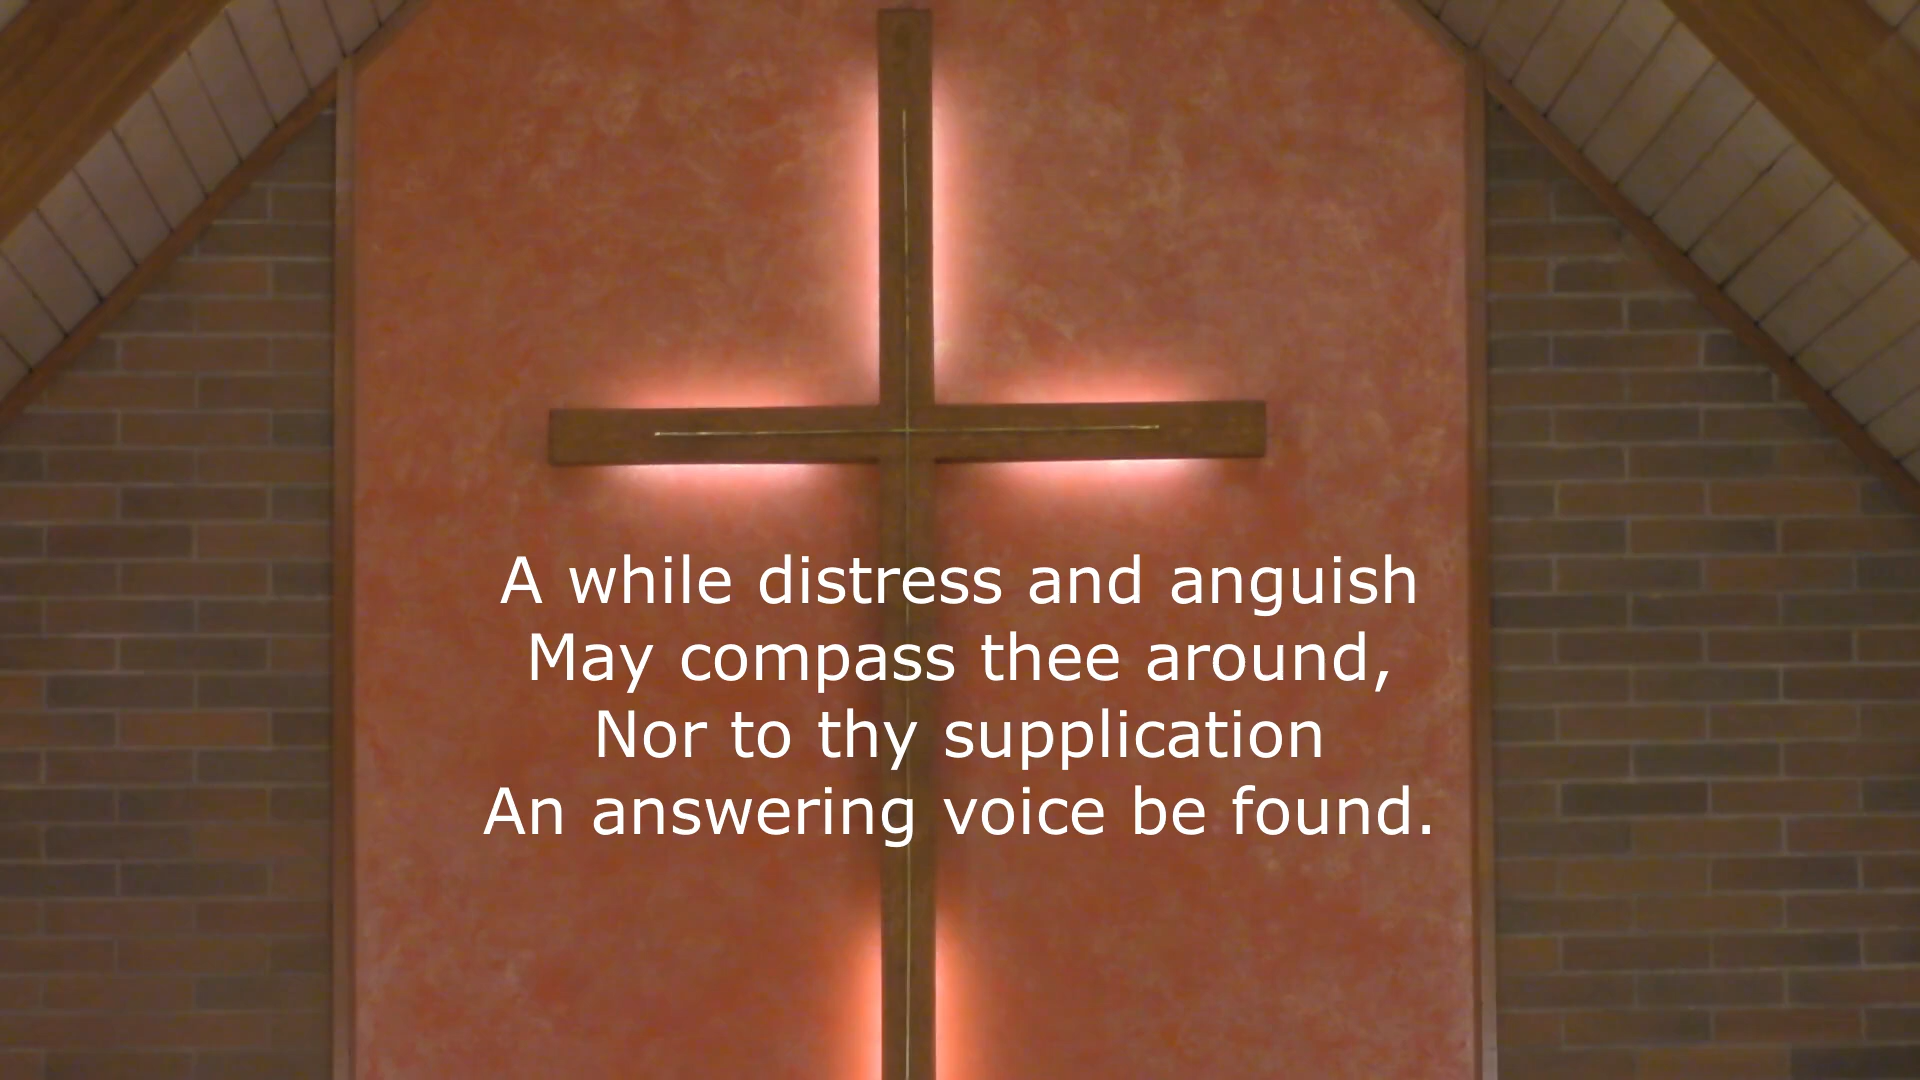 A while distress and anguish
May compass thee around,
Nor to thy supplication
An answering voice be found.